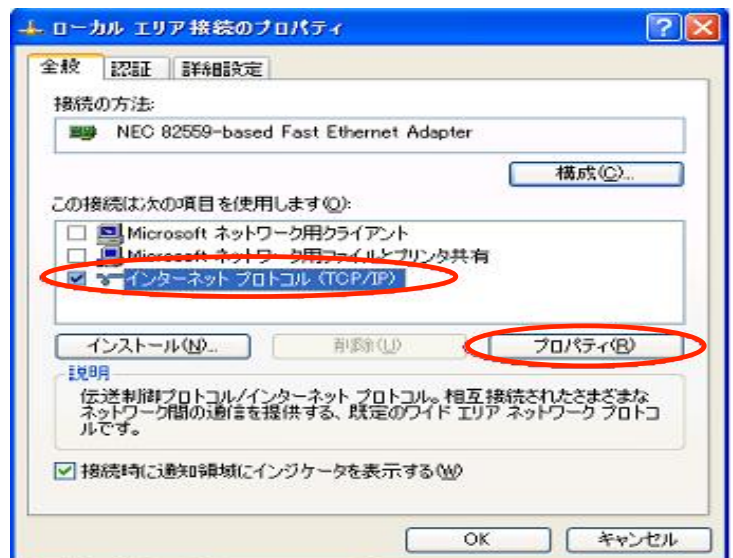 ローカル エリア接続のプロパティ
全般 認証 詳細設定
接続の方法:
NEC 82559-based Fast Ethernet Adapter
構成(C)...
この接続は次の項目を使用します(O):
Microsoft ネットワーク用クライアント
Microsoft ネットワーク用ファイルとプリンタ共有
インターネット プロトコル (TCP/IP)
インストール(N)... 削除(U) プロパティ(R)
説明
伝送制御プロトコル/インターネット プロトコル。相互接続されたさまざまな
ネットワーク間の通信を提供する、既定のワイド エリア ネットワーク プロトコ
ルです。
接続時に通知領域にインジケータを表示する(W)
OK キャンセル